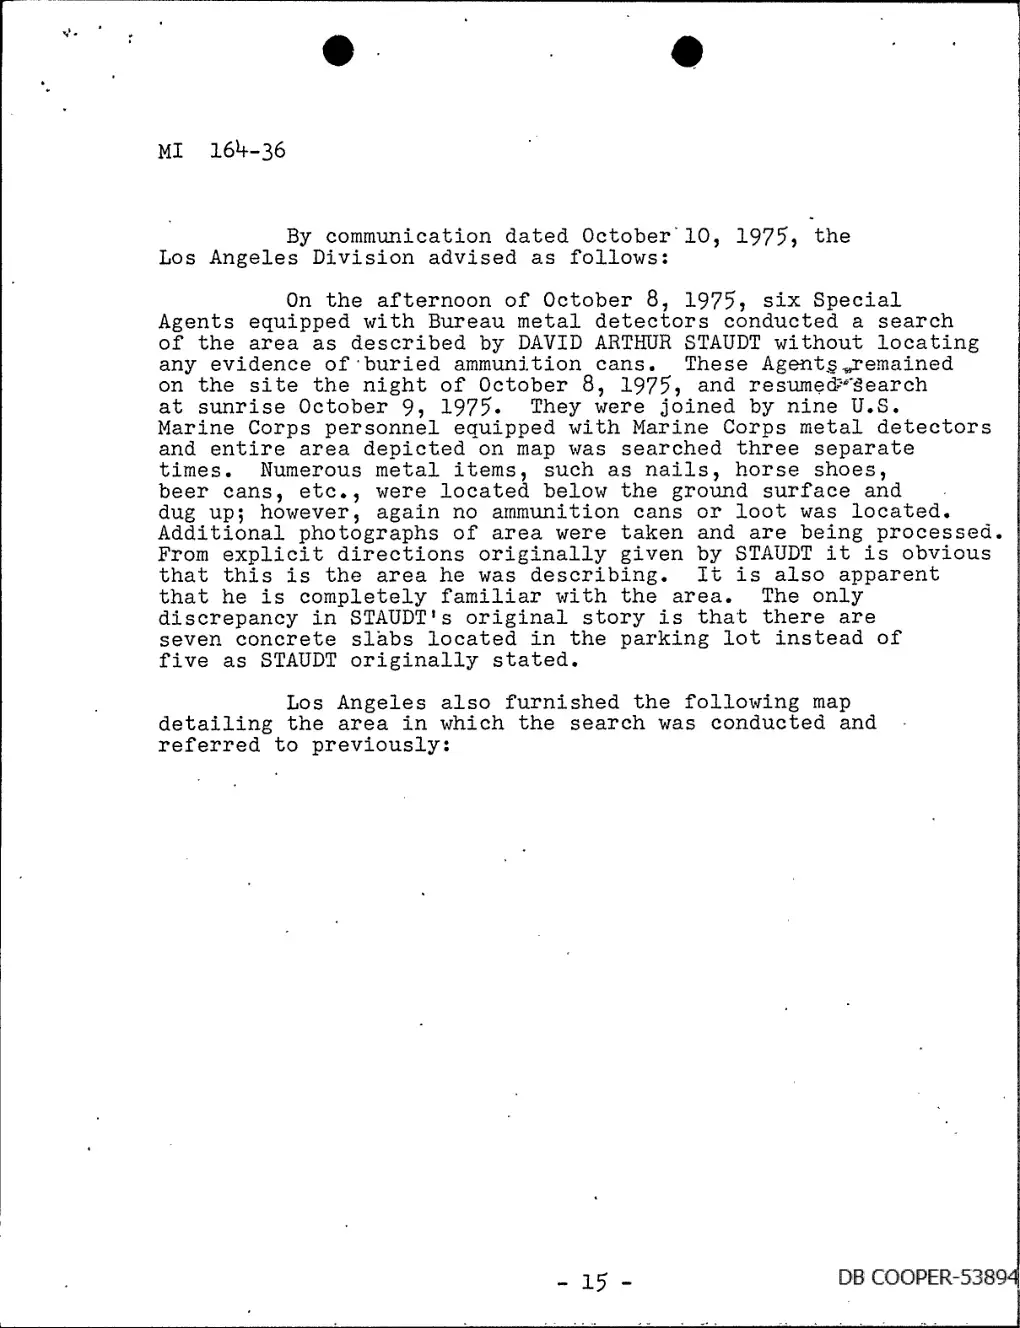 MI 164-36
By communication dated October 10, 1975, the
Los Angeles Division advised as follows:
On the afternoon of October 8, 1975, six Special
Agents equipped with Bureau metal detectors conducted a search
of the area as described by DAVID ARTHUR STAUDT without locating
any evidence of buried ammunition cans. These Agents remained
on the site the night of October 8, 1975, and resumed search
at sunrise October 9, 1975. They were joined by nine U.S.
Marine Corps personnel equipped with Marine Corps metal detectors
and entire area depicted on map was searched three separate
times. Numerous metal items, such as nails, horse shoes,
beer cans, etc., were located below the ground surface and
dug up; however, again no ammunition cans or loot was located.
Additional photographs of area were taken and are being processed.
From explicit directions originally given by STAUDT it is obvious
that this is the area he was describing. It is also apparent
that he is completely familiar with the area. The only
discrepancy in STAUDT's original story is that there are
seven concrete slabs located in the parking lot instead of
five as STAUDT originally stated.
Los Angeles also furnished the following map
detailing the area in which the search was conducted and
referred to previously:
- 15 -
DB COOPER-53894